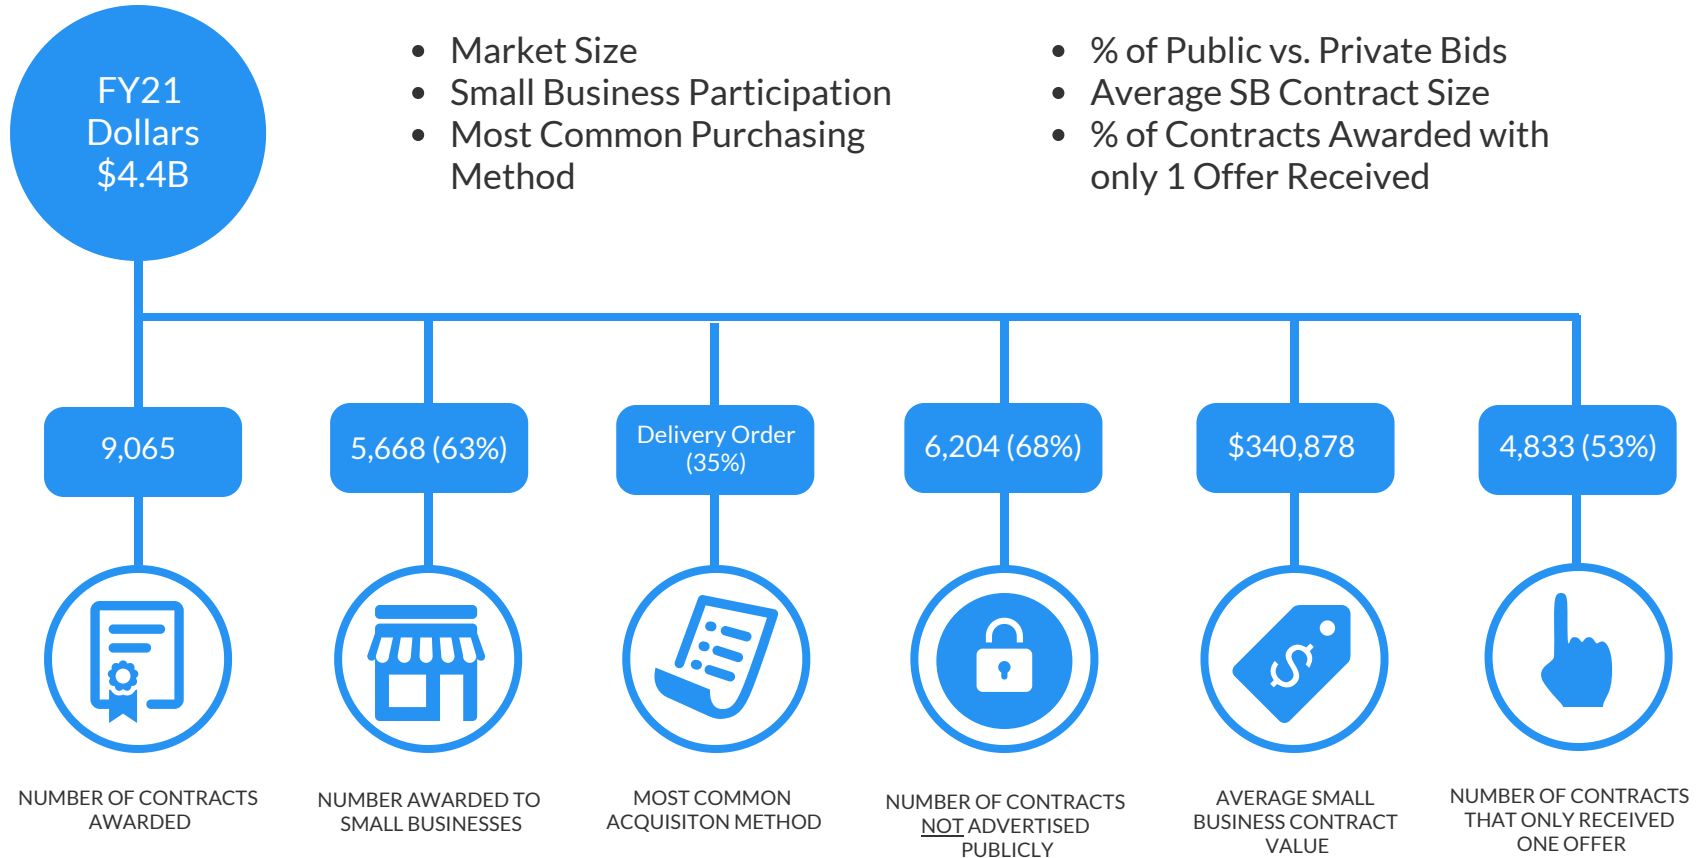 FY21
Dollars
$4.4B
• Market Size
• Small Business Participation
• Most Common Purchasing
Method
• % of Public vs. Private Bids
• Average SB Contract Size
• % of Contracts Awarded with
only 1 Offer Received
9,065
5,668 (63%)
Delivery Order
(35%)
6,204 (68%)
$340,878
4,833 (53%)
$
NUMBER OF CONTRACTS
AWARDED
NUMBER AWARDED TO
SMALL BUSINESSES
MOST COMMON
ACQUISITON METHOD
NUMBER OF CONTRACTS
NOT ADVERTISED
PUBLICLY
AVERAGE SMALL
BUSINESS CONTRACT
VALUE
NUMBER OF CONTRACTS
THAT ONLY RECEIVED
ONE OFFER